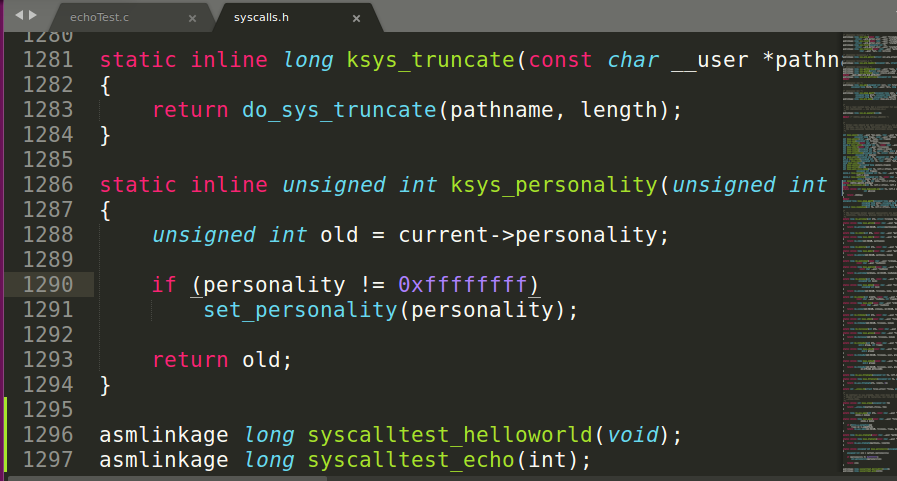 echoTest.c × syscalls.h ×
1280
1281 static inline long ksys_truncate(const char __user *pathn
1282 {
1283     return do_sys_truncate(pathname, length);
1284 }
1285
1286 static inline unsigned int ksys_personality(unsigned int
1287 {
1288     unsigned int old = current->personality;
1289
1290     if (personality != 0xffffffff)
1291         set_personality(personality);
1292
1293     return old;
1294 }
1295
1296 asmlinkage long syscalltest_helloworld(void);
1297 asmlinkage long syscalltest_echo(int);